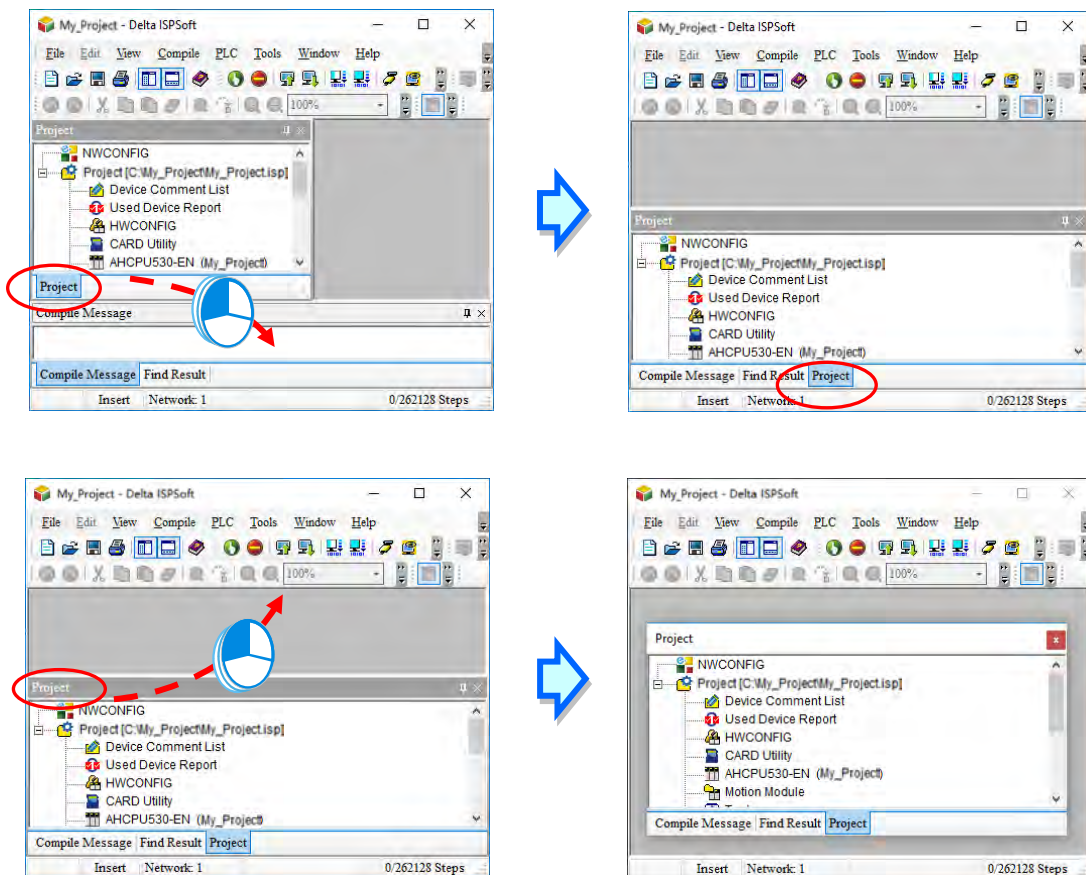 My_Project - Delta ISPSoft
File Edit View Compile PLC Tools Window Help
100%
Project
NWCONFIG
Project [C:\My_Project\My_Project.isp]
Device Comment List
Used Device Report
HWCONFIG
CARD Utility
AHCPU530-EN (My_Project)
Project
Compile Message
Compile Message Find Result
Insert Network: 1 0/262128 Steps
My_Project - Delta ISPSoft
File Edit View Compile PLC Tools Window Help
100%
Project
NWCONFIG
Project [C:\My_Project\My_Project.isp]
Device Comment List
Used Device Report
HWCONFIG
CARD Utility
AHCPU530-EN (My_Project)
Compile Message Find Result Project
Insert Network: 1 0/262128 Steps
My_Project - Delta ISPSoft
File Edit View Compile PLC Tools Window Help
100%
Project
NWCONFIG
Project [C:\My_Project\My_Project.isp]
Device Comment List
Used Device Report
HWCONFIG
CARD Utility
AHCPU530-EN (My_Project)
Compile Message Find Result Project
Insert Network: 1 0/262128 Steps
My_Project - Delta ISPSoft
File Edit View Compile PLC Tools Window Help
100%
Project
NWCONFIG
Project [C:\My_Project\My_Project.isp]
Device Comment List
Used Device Report
HWCONFIG
CARD Utility
AHCPU530-EN (My_Project)
Motion Module
Compile Message Find Result Project
Insert Network: 1 0/262128 Steps